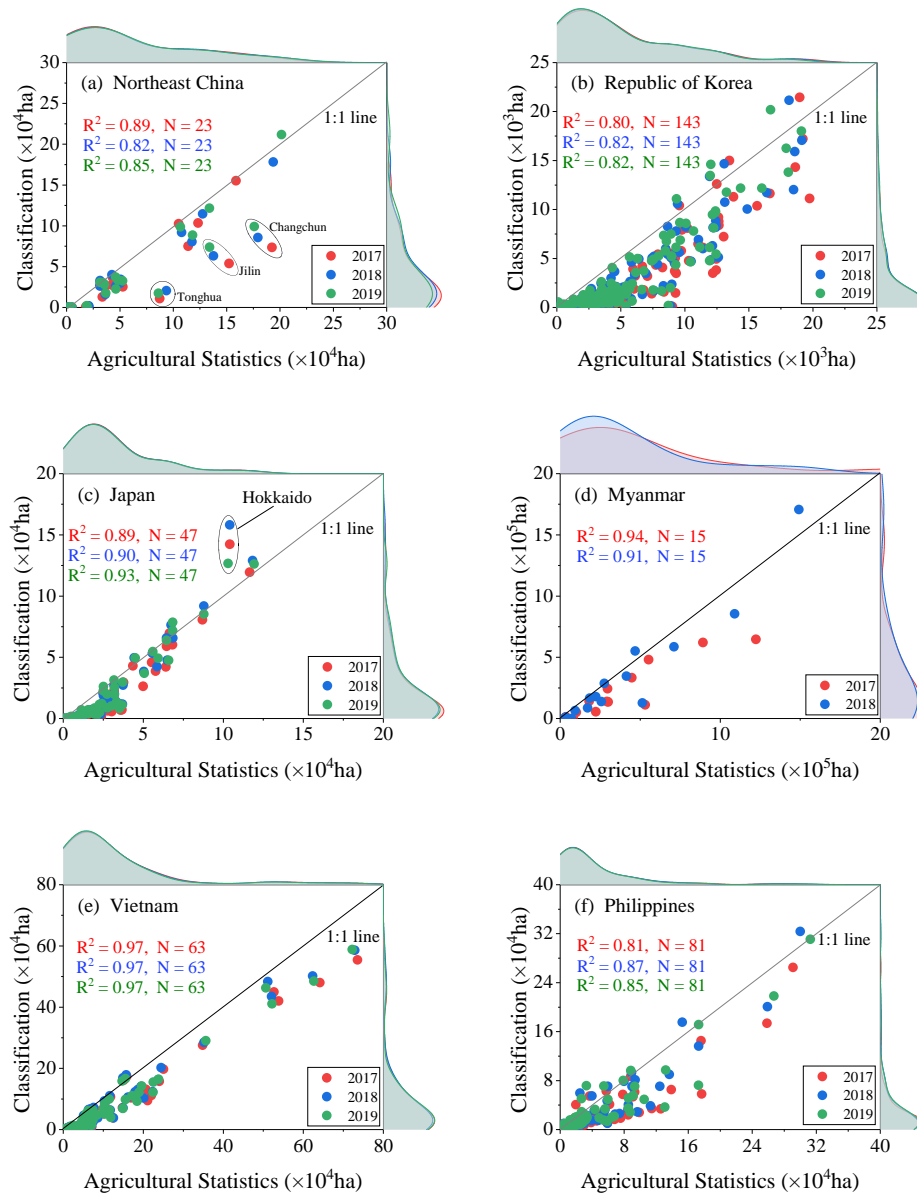 (a) Northeast China
R² = 0.89, N = 23
R² = 0.82, N = 23
R² = 0.85, N = 23
1:1 line
Changchun
Jilin
Tonghua
2017
2018
2019
30
25
20
15
10
5
0
0 5 10 15 20 25 30
Classification (×10⁴ha)
Agricultural Statistics (×10⁴ha)
(b) Republic of Korea
R² = 0.80, N = 143
R² = 0.82, N = 143
R² = 0.82, N = 143
1:1 line
2017
2018
2019
25
20
15
10
5
0
0 5 10 15 20 25
Classification (×10³ha)
Agricultural Statistics (×10³ha)
(c) Japan
Hokkaido
R² = 0.89, N = 47
R² = 0.90, N = 47
R² = 0.93, N = 47
1:1 line
2017
2018
2019
20
15
10
5
0
0 5 10 15 20
Classification (×10⁴ha)
Agricultural Statistics (×10⁴ha)
(d) Myanmar
R² = 0.94, N = 15
R² = 0.91, N = 15
1:1 line
2017
2018
20
15
10
5
0
0 5 10 15 20
Classification (×10⁵ha)
Agricultural Statistics (×10⁵ha)
(e) Vietnam
R² = 0.97, N = 63
R² = 0.97, N = 63
R² = 0.97, N = 63
1:1 line
2017
2018
2019
80
60
40
20
0
0 20 40 60 80
Classification (×10⁴ha)
Agricultural Statistics (×10⁴ha)
(f) Philippines
R² = 0.81, N = 81
R² = 0.87, N = 81
R² = 0.85, N = 81
1:1 line
2017
2018
2019
40
32
24
16
8
0
0 8 16 24 32 40
Classification (×10⁴ha)
Agricultural Statistics (×10⁴ha)